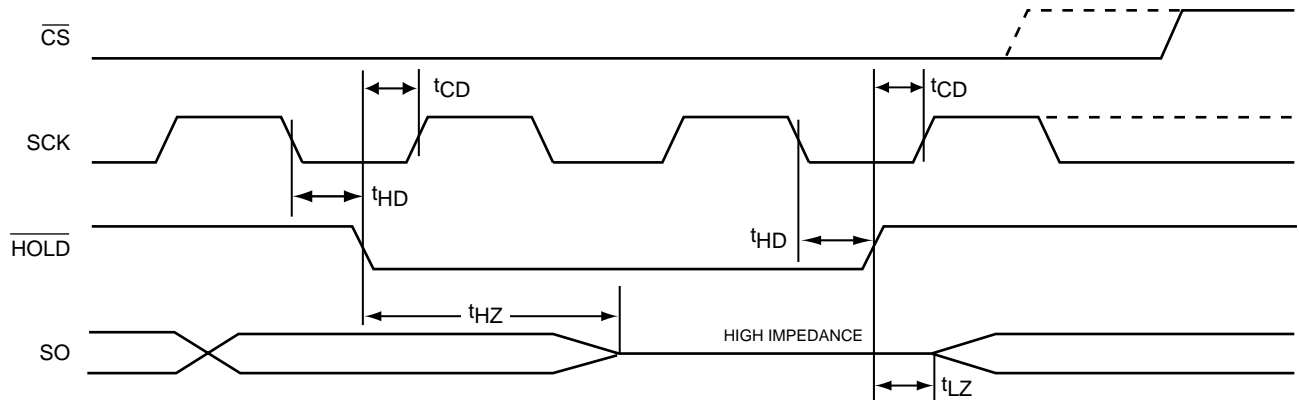 CS
tCD
tCD
SCK
tHD
HOLD
tHD
tHZ
HIGH IMPEDANCE
SO
tLZ